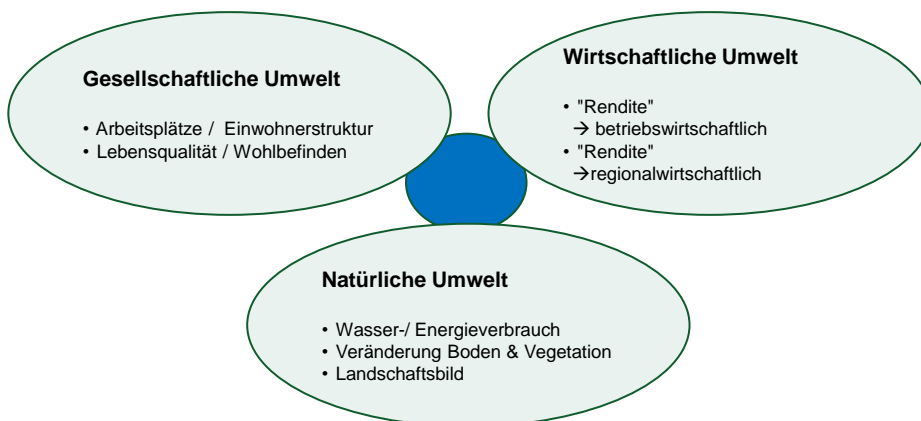 Gesellschaftliche Umwelt
• Arbeitsplätze / Einwohnerstruktur
• Lebensqualität / Wohlbefinden
Wirtschaftliche Umwelt
• "Rendite"
→ betriebswirtschaftlich
• "Rendite"
→regionalwirtschaftlich
Natürliche Umwelt
• Wasser-/ Energieverbrauch
• Veränderung Boden & Vegetation
• Landschaftsbild